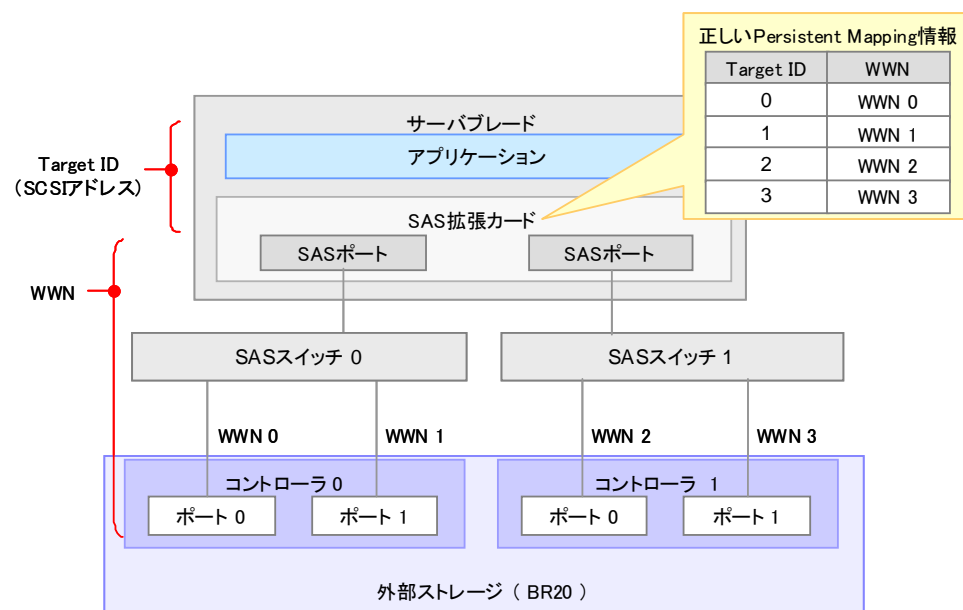 正しいPersistent Mapping情報
Target ID WWN
0 WWN 0
1 WWN 1
2 WWN 2
3 WWN 3
サーバブレード
アプリケーション
Target ID
(SCSIアドレス)
SAS拡張カード
SASポート SASポート
WWN
SASスイッチ 0 SASスイッチ 1
WWN 0 WWN 1 WWN 2 WWN 3
コントローラ 0 コントローラ 1
ポート 0 ポート 1 ポート 0 ポート 1
外部ストレージ ( BR20 )